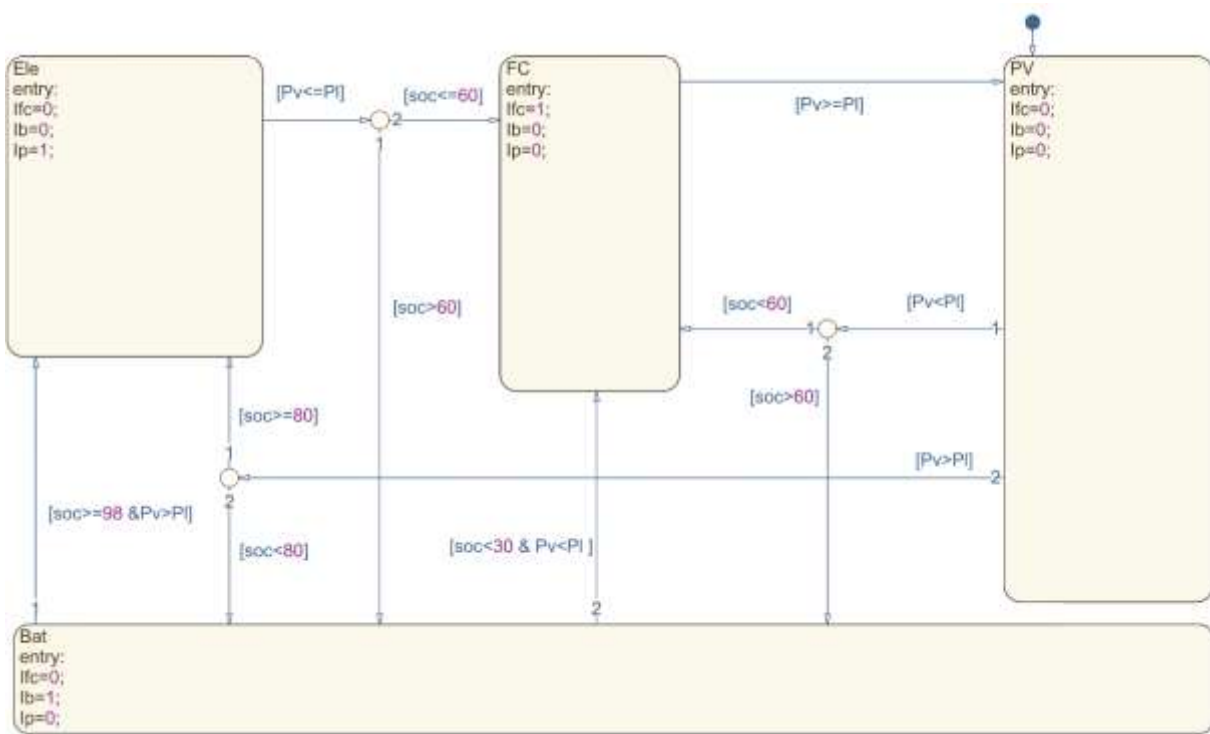 Ele
entry:
Ifc=0;
Ib=0;
Ip=1;
[Pv<=Pl]
2
1
[soc<=60]
FC
entry:
Ifc=1;
Ib=0;
Ip=0;
[Pv>=Pl]
PV
entry:
Ifc=0;
Ib=0;
Ip=0;
[soc>60]
[soc<60]
1
2
[Pv<Pl]
1
[soc>60]
[soc>=80]
1
2
[Pv>Pl]
2
[soc>=98 &Pv>Pl]
[soc<80]
[soc<30 & Pv<Pl ]
1
2
Bat
entry:
Ifc=0;
Ib=1;
Ip=0;